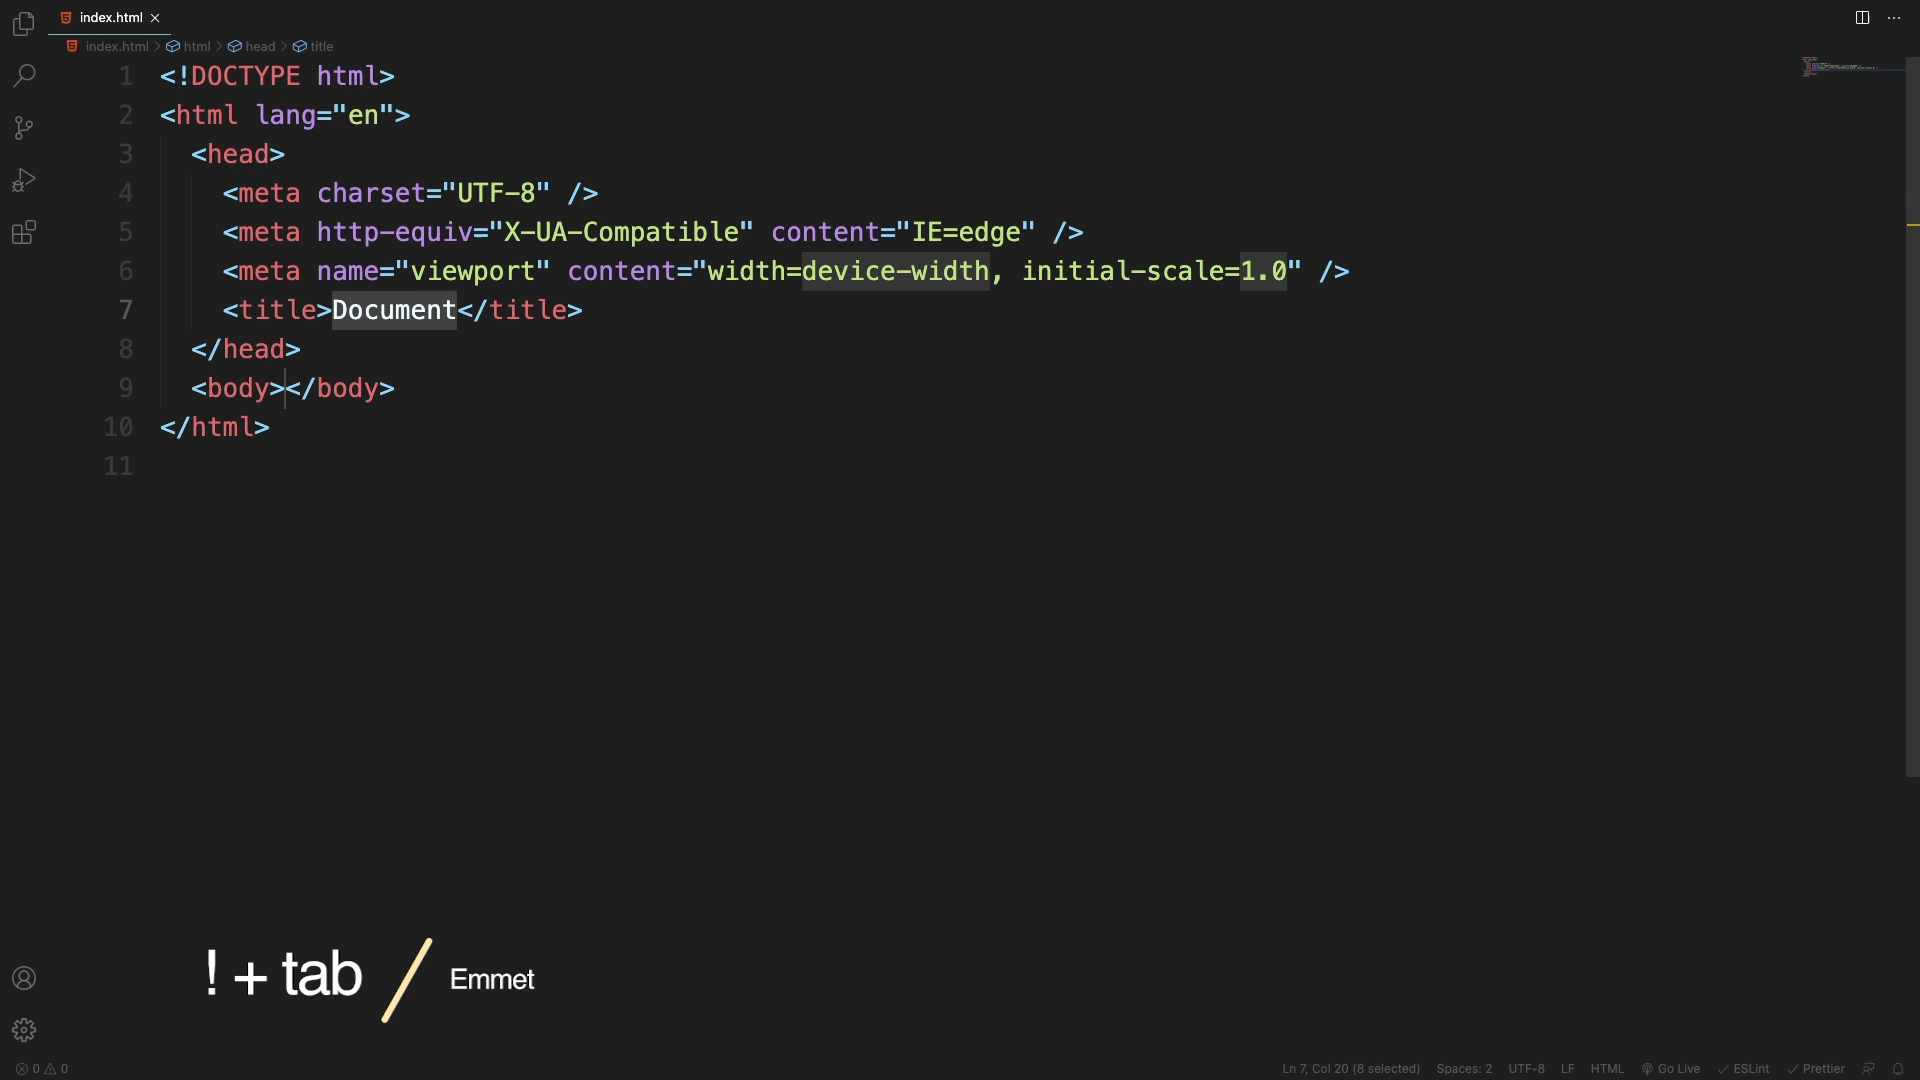 index.html
index.html > html > head > title
1 <!DOCTYPE html>
2 <html lang="en">
3 <head>
4 <meta charset="UTF-8" />
5 <meta http-equiv="X-UA-Compatible" content="IE=edge" />
6 <meta name="viewport" content="width=device-width, initial-scale=1.0" />
7 <title>Document</title>
8 </head>
9 <body></body>
10 </html>
11
! + tab / Emmet
0 0 Ln 7, Col 20 (8 selected) Spaces: 2 UTF-8 LF HTML Go Live ESLint Prettier